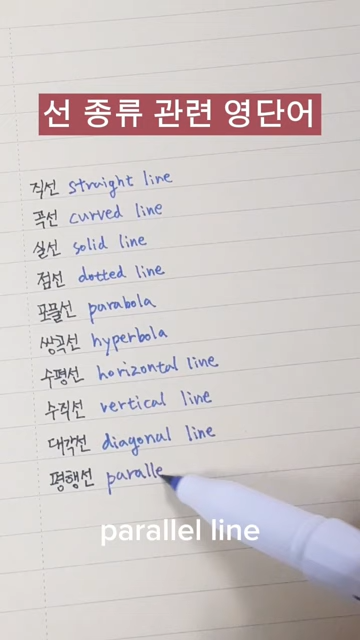 선 종류 관련 영단어
직선 straight line
곡선 curved line
실선 solid line
점선 dotted line
포물선 parabola
쌍곡선 hyperbola
수평선 horizontal line
수직선 vertical line
대각선 diagonal line
평행선 paralle
parallel line